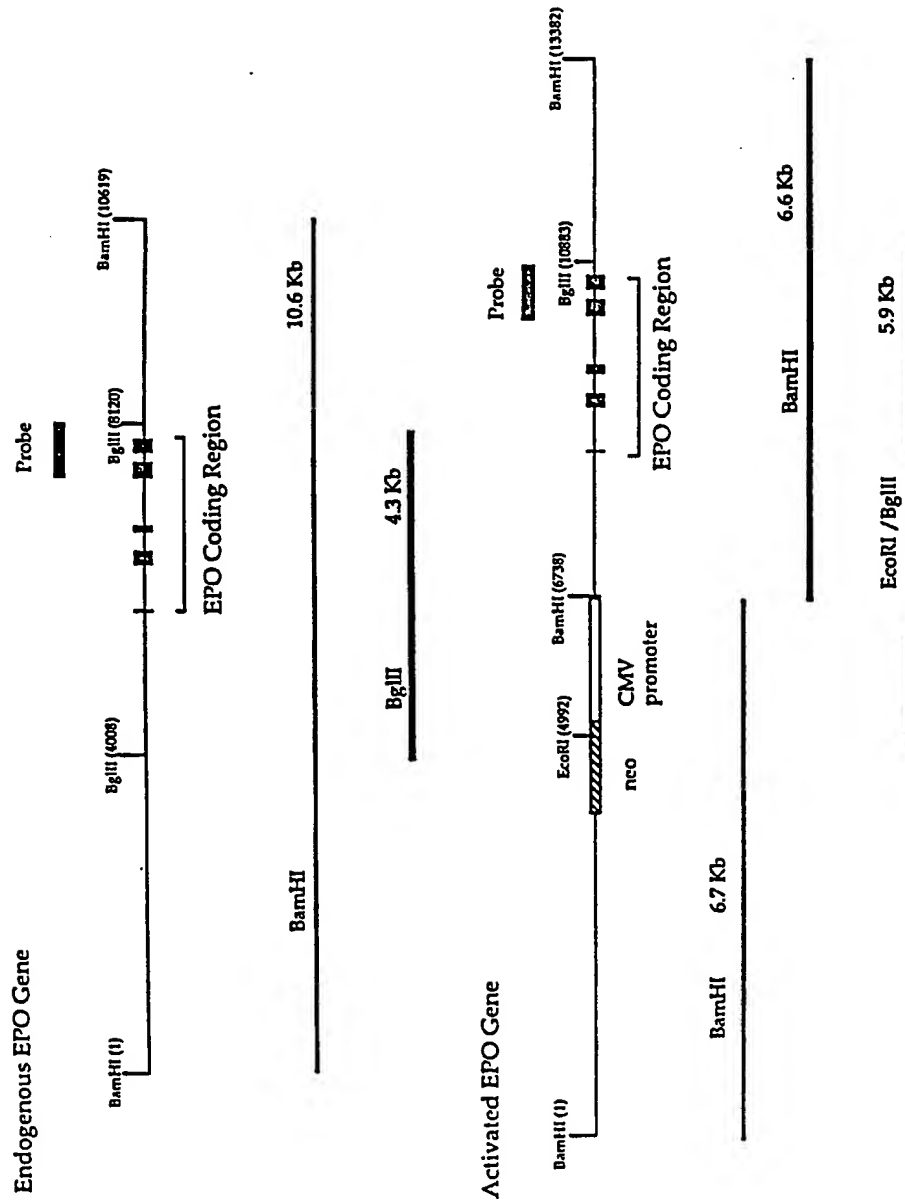 Endogenous EPO Gene
Probe
BamHI (1)
BglII (4008)
BglII (8120)
BamHI (10619)
EPO Coding Region
BamHI
10.6 Kb
BglII
4.3 Kb
Activated EPO Gene
Probe
BamHI (1)
EcoRI (4992)
BamHI (6738)
BglII (10883)
BamHI (13382)
neo
CMV
promoter
EPO Coding Region
BamHI
6.7 Kb
BamHI
6.6 Kb
EcoRI /BglII
5.9 Kb